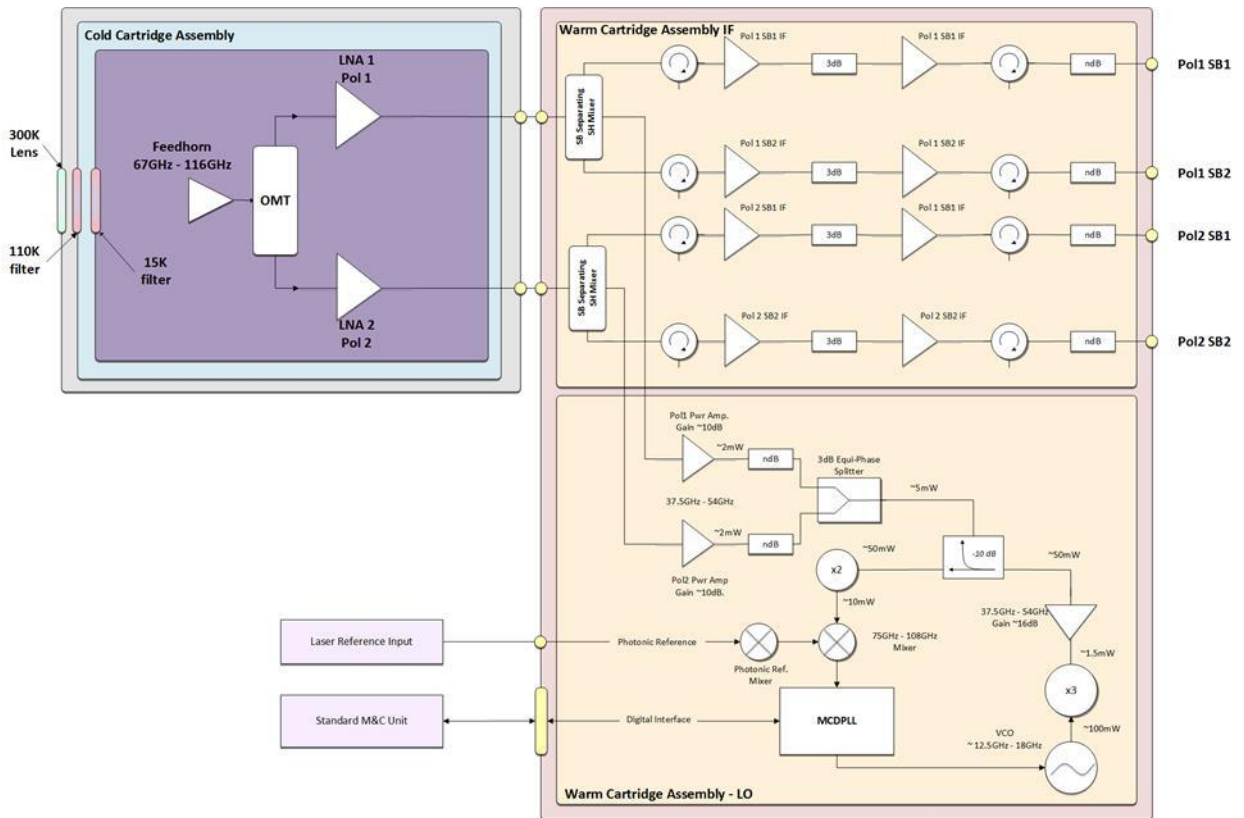 Cold Cartridge Assembly
LNA 1
Pol 1
300K
Lens
Feedhorn
67GHz - 116GHz
OMT
110K
filter
15K
filter
LNA 2
Pol 2
Warm Cartridge Assembly IF
SB Separating
SH Mixer
Pol 1 SB1 IF
3dB
Pol 1 SB1 IF
ndB
Pol1 SB1
Pol 1 SB2 IF
3dB
Pol 1 SB2 IF
ndB
Pol1 SB2
SB Separating
SH Mixer
Pol 2 SB1 IF
3dB
Pol 1 SB1 IF
ndB
Pol2 SB1
Pol 2 SB2 IF
3dB
Pol 2 SB2 IF
ndB
Pol2 SB2
Pol1 Pwr Amp.
Gain ~10dB
~2mW
ndB
3dB Equi-Phase
Splitter
~5mW
37.5GHz - 54GHz
~2mW
ndB
Pol2 Pwr Amp
Gain ~10dB.
-10 dB
~50mW
x2
~50mW
~10mW
37.5GHz - 54GHz
Gain ~16dB
Laser Reference Input
Photonic Reference
Photonic Ref.
Mixer
75GHz - 108GHz
Mixer
~1.5mW
x3
~100mW
Standard M&C Unit
Digital Interface
MCDPLL
VCO
~ 12.5GHz - 18GHz
Warm Cartridge Assembly - LO